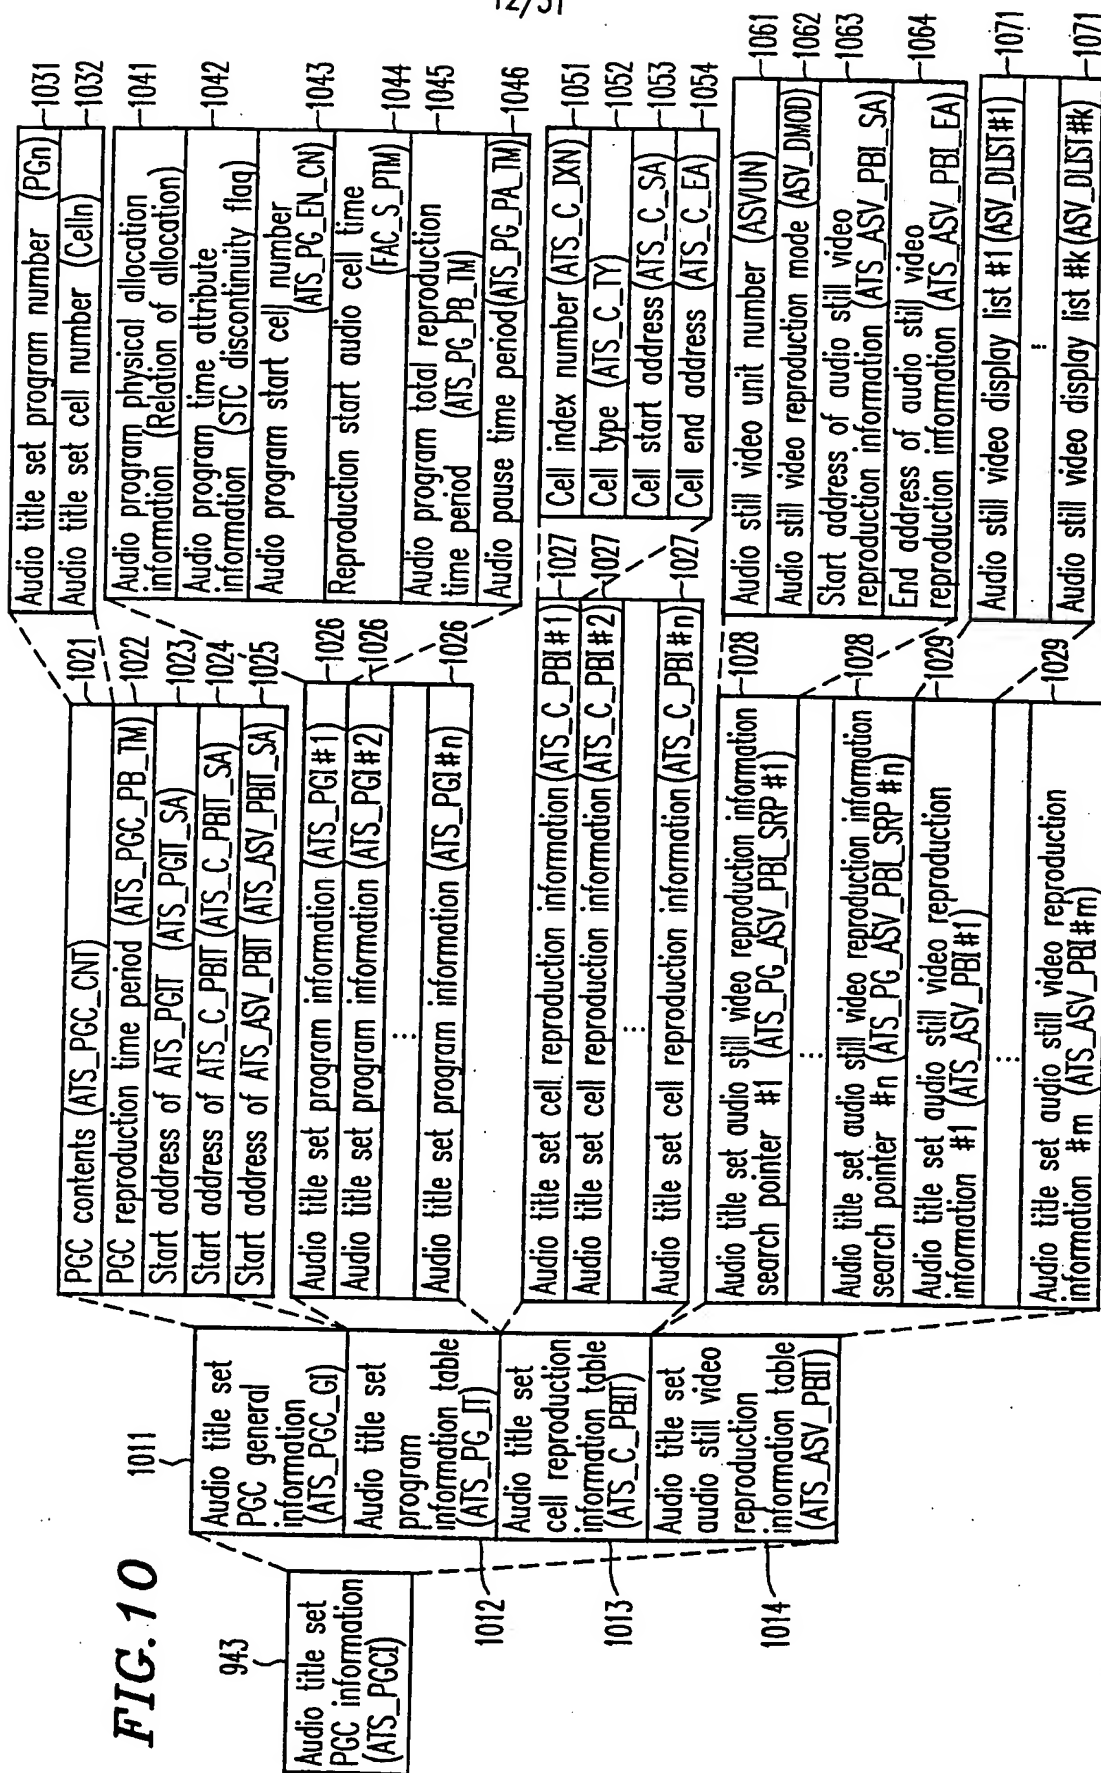 12/31
FIG. 10
943
Audio title set
PGC information
(ATS_PGCI)
1011
Audio title set
PGC general
information
(ATS_PGC_GI)
Audio title set
program
information table
(ATS_PG_IT)
1012
Audio title set
cell reproduction
information table
(ATS_C_PBIT)
1013
Audio title set
audio still video
reproduction
information table
(ATS_ASV_PBIT)
1014
PGC contents (ATS_PGC_CNT)
1021
PGC reproduction time period (ATS_PGC_PB_TM)
1022
Start address of ATS_PGIT (ATS_PGIT_SA)
1023
Start address of ATS_C_PBIT (ATS_C_PBIT_SA)
1024
Start address of ATS_ASV_PBIT (ATS_ASV_PBIT_SA)
1025
Audio title set program information (ATS_PGI#1)
1026
Audio title set program information (ATS_PGI#2)
1026
⋮
Audio title set program information (ATS_PGI#n)
1026
Audio title set cell reproduction information (ATS_C_PBI#1)
1027
Audio title set cell reproduction information (ATS_C_PBI#2)
1027
⋮
Audio title set cell reproduction information (ATS_C_PBI#n)
1027
Audio title set audio still video reproduction information
search pointer #1 (ATS_PG_ASV_PBI_SRP#1)
1028
⋮
Audio title set audio still video reproduction information
search pointer #n (ATS_PG_ASV_PBI_SRP#n)
1028
Audio title set audio still video reproduction
information #1 (ATS_ASV_PBI#1)
1029
⋮
Audio title set audio still video reproduction
information #m (ATS_ASV_PBI#m)
1029
Audio title set program number (PGn)
1031
Audio title set cell number (Celln)
1032
Audio program physical allocation
information (Relation of allocation)
1041
Audio program time attribute
information (STC discontinuity flag)
1042
Audio program start cell number
(ATS_PG_EN_CN)
1043
Reproduction start audio cell time
(FAC_S_PTM)
1044
Audio program total reproduction
time period (ATS_PG_PB_TM)
1045
Audio pause time period (ATS_PG_PA_TM)
1046
Cell index number (ATS_C_IXN)
1051
Cell type (ATS_C_TY)
1052
Cell start address (ATS_C_SA)
1053
Cell end address (ATS_C_EA)
1054
Audio still video unit number (ASVUN)
1061
Audio still video reproduction mode (ASV_DMOD)
1062
Start address of audio still video
reproduction information (ATS_ASV_PBI_SA)
1063
End address of audio still video
reproduction information (ATS_ASV_PBI_EA)
1064
Audio still video display list #1 (ASV_DLIST#1)
1071
⋮
Audio still video display list #k (ASV_DLIST#k)
1071